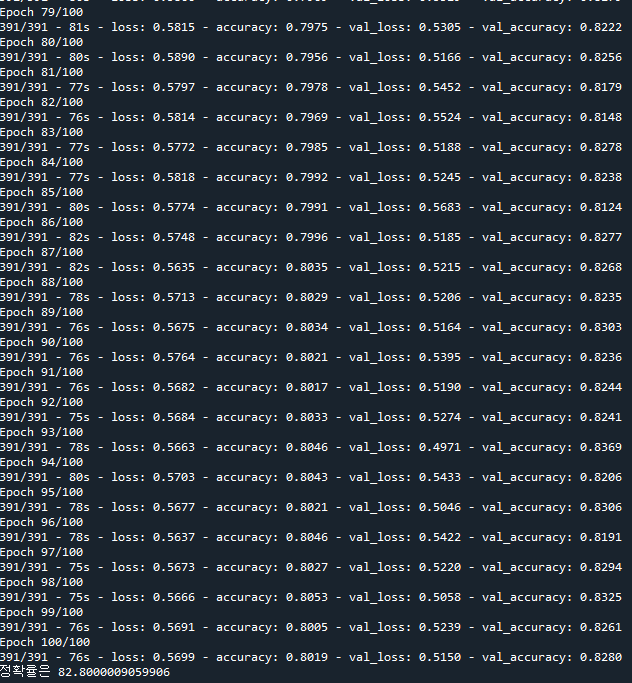 Epoch 79/100
391/391 - 81s - loss: 0.5815 - accuracy: 0.7975 - val_loss: 0.5305 - val_accuracy: 0.8222
Epoch 80/100
391/391 - 80s - loss: 0.5890 - accuracy: 0.7956 - val_loss: 0.5166 - val_accuracy: 0.8256
Epoch 81/100
391/391 - 77s - loss: 0.5797 - accuracy: 0.7978 - val_loss: 0.5452 - val_accuracy: 0.8179
Epoch 82/100
391/391 - 76s - loss: 0.5814 - accuracy: 0.7969 - val_loss: 0.5524 - val_accuracy: 0.8148
Epoch 83/100
391/391 - 77s - loss: 0.5772 - accuracy: 0.7985 - val_loss: 0.5188 - val_accuracy: 0.8278
Epoch 84/100
391/391 - 77s - loss: 0.5818 - accuracy: 0.7992 - val_loss: 0.5245 - val_accuracy: 0.8238
Epoch 85/100
391/391 - 80s - loss: 0.5774 - accuracy: 0.7991 - val_loss: 0.5683 - val_accuracy: 0.8124
Epoch 86/100
391/391 - 82s - loss: 0.5748 - accuracy: 0.7996 - val_loss: 0.5185 - val_accuracy: 0.8277
Epoch 87/100
391/391 - 82s - loss: 0.5635 - accuracy: 0.8035 - val_loss: 0.5215 - val_accuracy: 0.8268
Epoch 88/100
391/391 - 78s - loss: 0.5713 - accuracy: 0.8029 - val_loss: 0.5206 - val_accuracy: 0.8235
Epoch 89/100
391/391 - 76s - loss: 0.5675 - accuracy: 0.8034 - val_loss: 0.5164 - val_accuracy: 0.8303
Epoch 90/100
391/391 - 76s - loss: 0.5764 - accuracy: 0.8021 - val_loss: 0.5395 - val_accuracy: 0.8236
Epoch 91/100
391/391 - 76s - loss: 0.5682 - accuracy: 0.8017 - val_loss: 0.5190 - val_accuracy: 0.8244
Epoch 92/100
391/391 - 75s - loss: 0.5684 - accuracy: 0.8033 - val_loss: 0.5274 - val_accuracy: 0.8241
Epoch 93/100
391/391 - 78s - loss: 0.5663 - accuracy: 0.8046 - val_loss: 0.4971 - val_accuracy: 0.8369
Epoch 94/100
391/391 - 80s - loss: 0.5703 - accuracy: 0.8043 - val_loss: 0.5433 - val_accuracy: 0.8206
Epoch 95/100
391/391 - 78s - loss: 0.5677 - accuracy: 0.8021 - val_loss: 0.5046 - val_accuracy: 0.8306
Epoch 96/100
391/391 - 78s - loss: 0.5637 - accuracy: 0.8046 - val_loss: 0.5422 - val_accuracy: 0.8191
Epoch 97/100
391/391 - 75s - loss: 0.5673 - accuracy: 0.8027 - val_loss: 0.5220 - val_accuracy: 0.8294
Epoch 98/100
391/391 - 75s - loss: 0.5666 - accuracy: 0.8053 - val_loss: 0.5058 - val_accuracy: 0.8325
Epoch 99/100
391/391 - 76s - loss: 0.5691 - accuracy: 0.8005 - val_loss: 0.5239 - val_accuracy: 0.8261
Epoch 100/100
391/391 - 76s - loss: 0.5699 - accuracy: 0.8019 - val_loss: 0.5150 - val_accuracy: 0.8280
정확률은 82.8000009059906